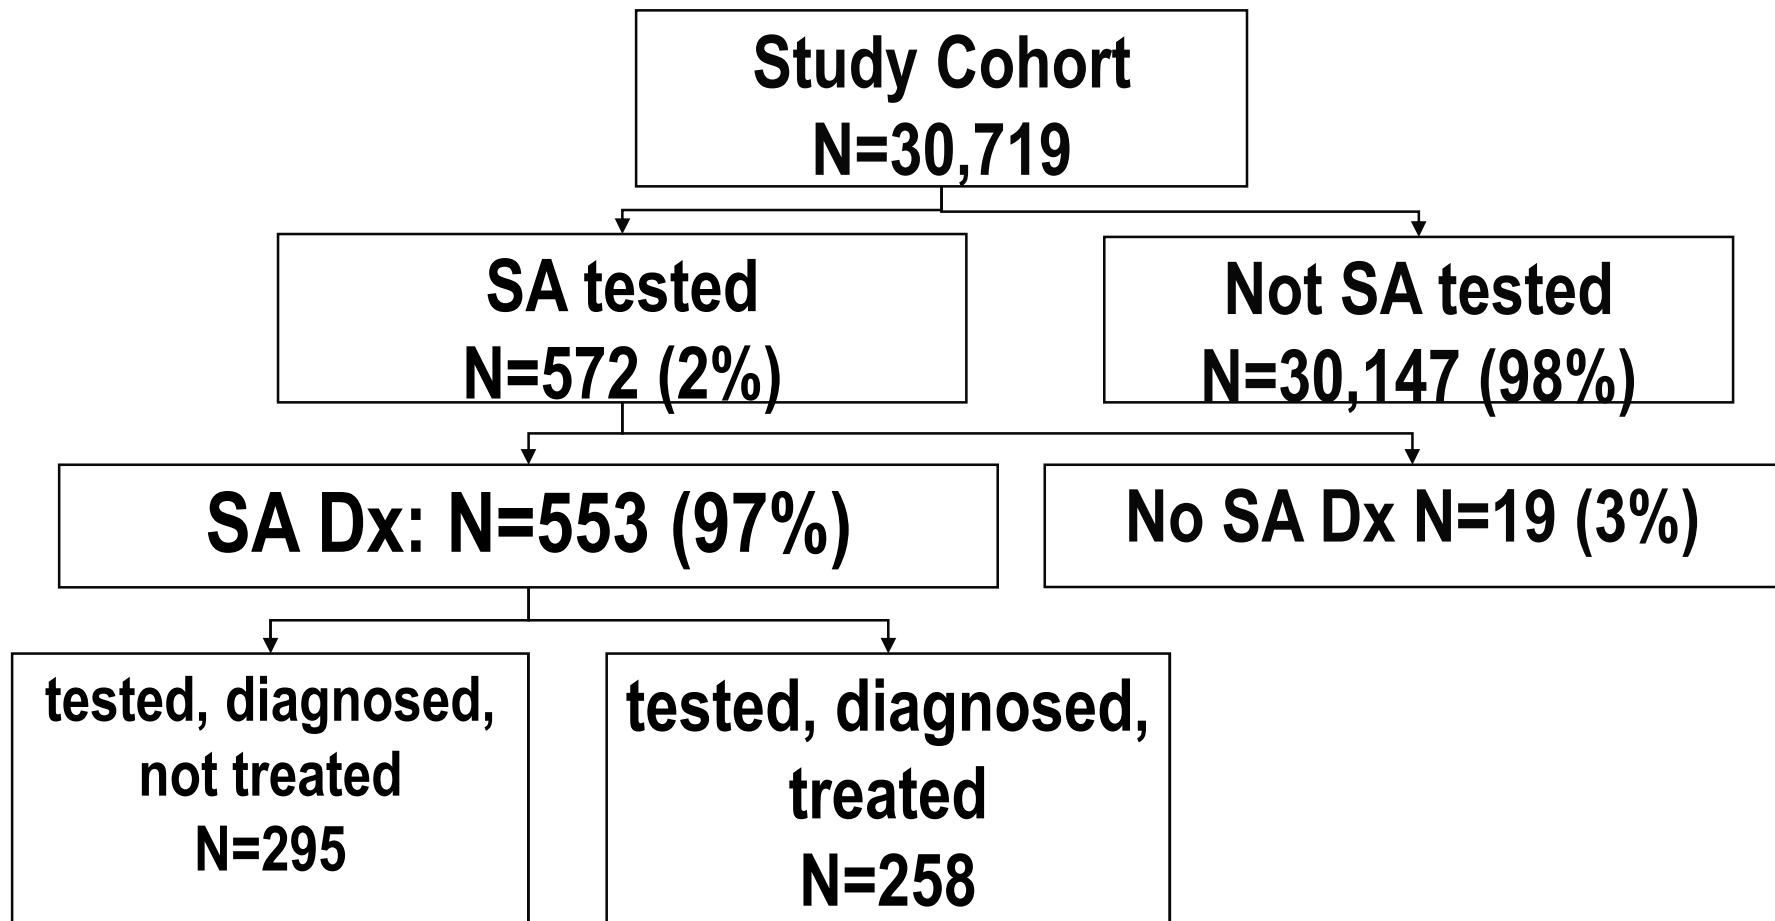 Study Cohort
N=30,719
SA tested
N=572 (2%)
Not SA tested
N=30,147 (98%)
SA Dx: N=553 (97%)
No SA Dx N=19 (3%)
tested, diagnosed,
not treated
N=295
tested, diagnosed,
treated
N=258